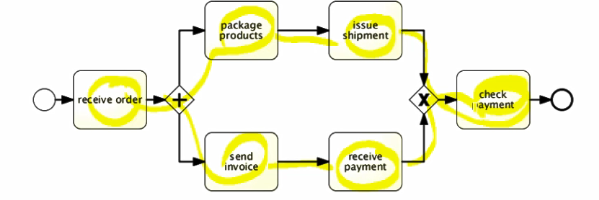 package
products
issue
shipment
receive order
check
payment
send
invoice
receive
payment